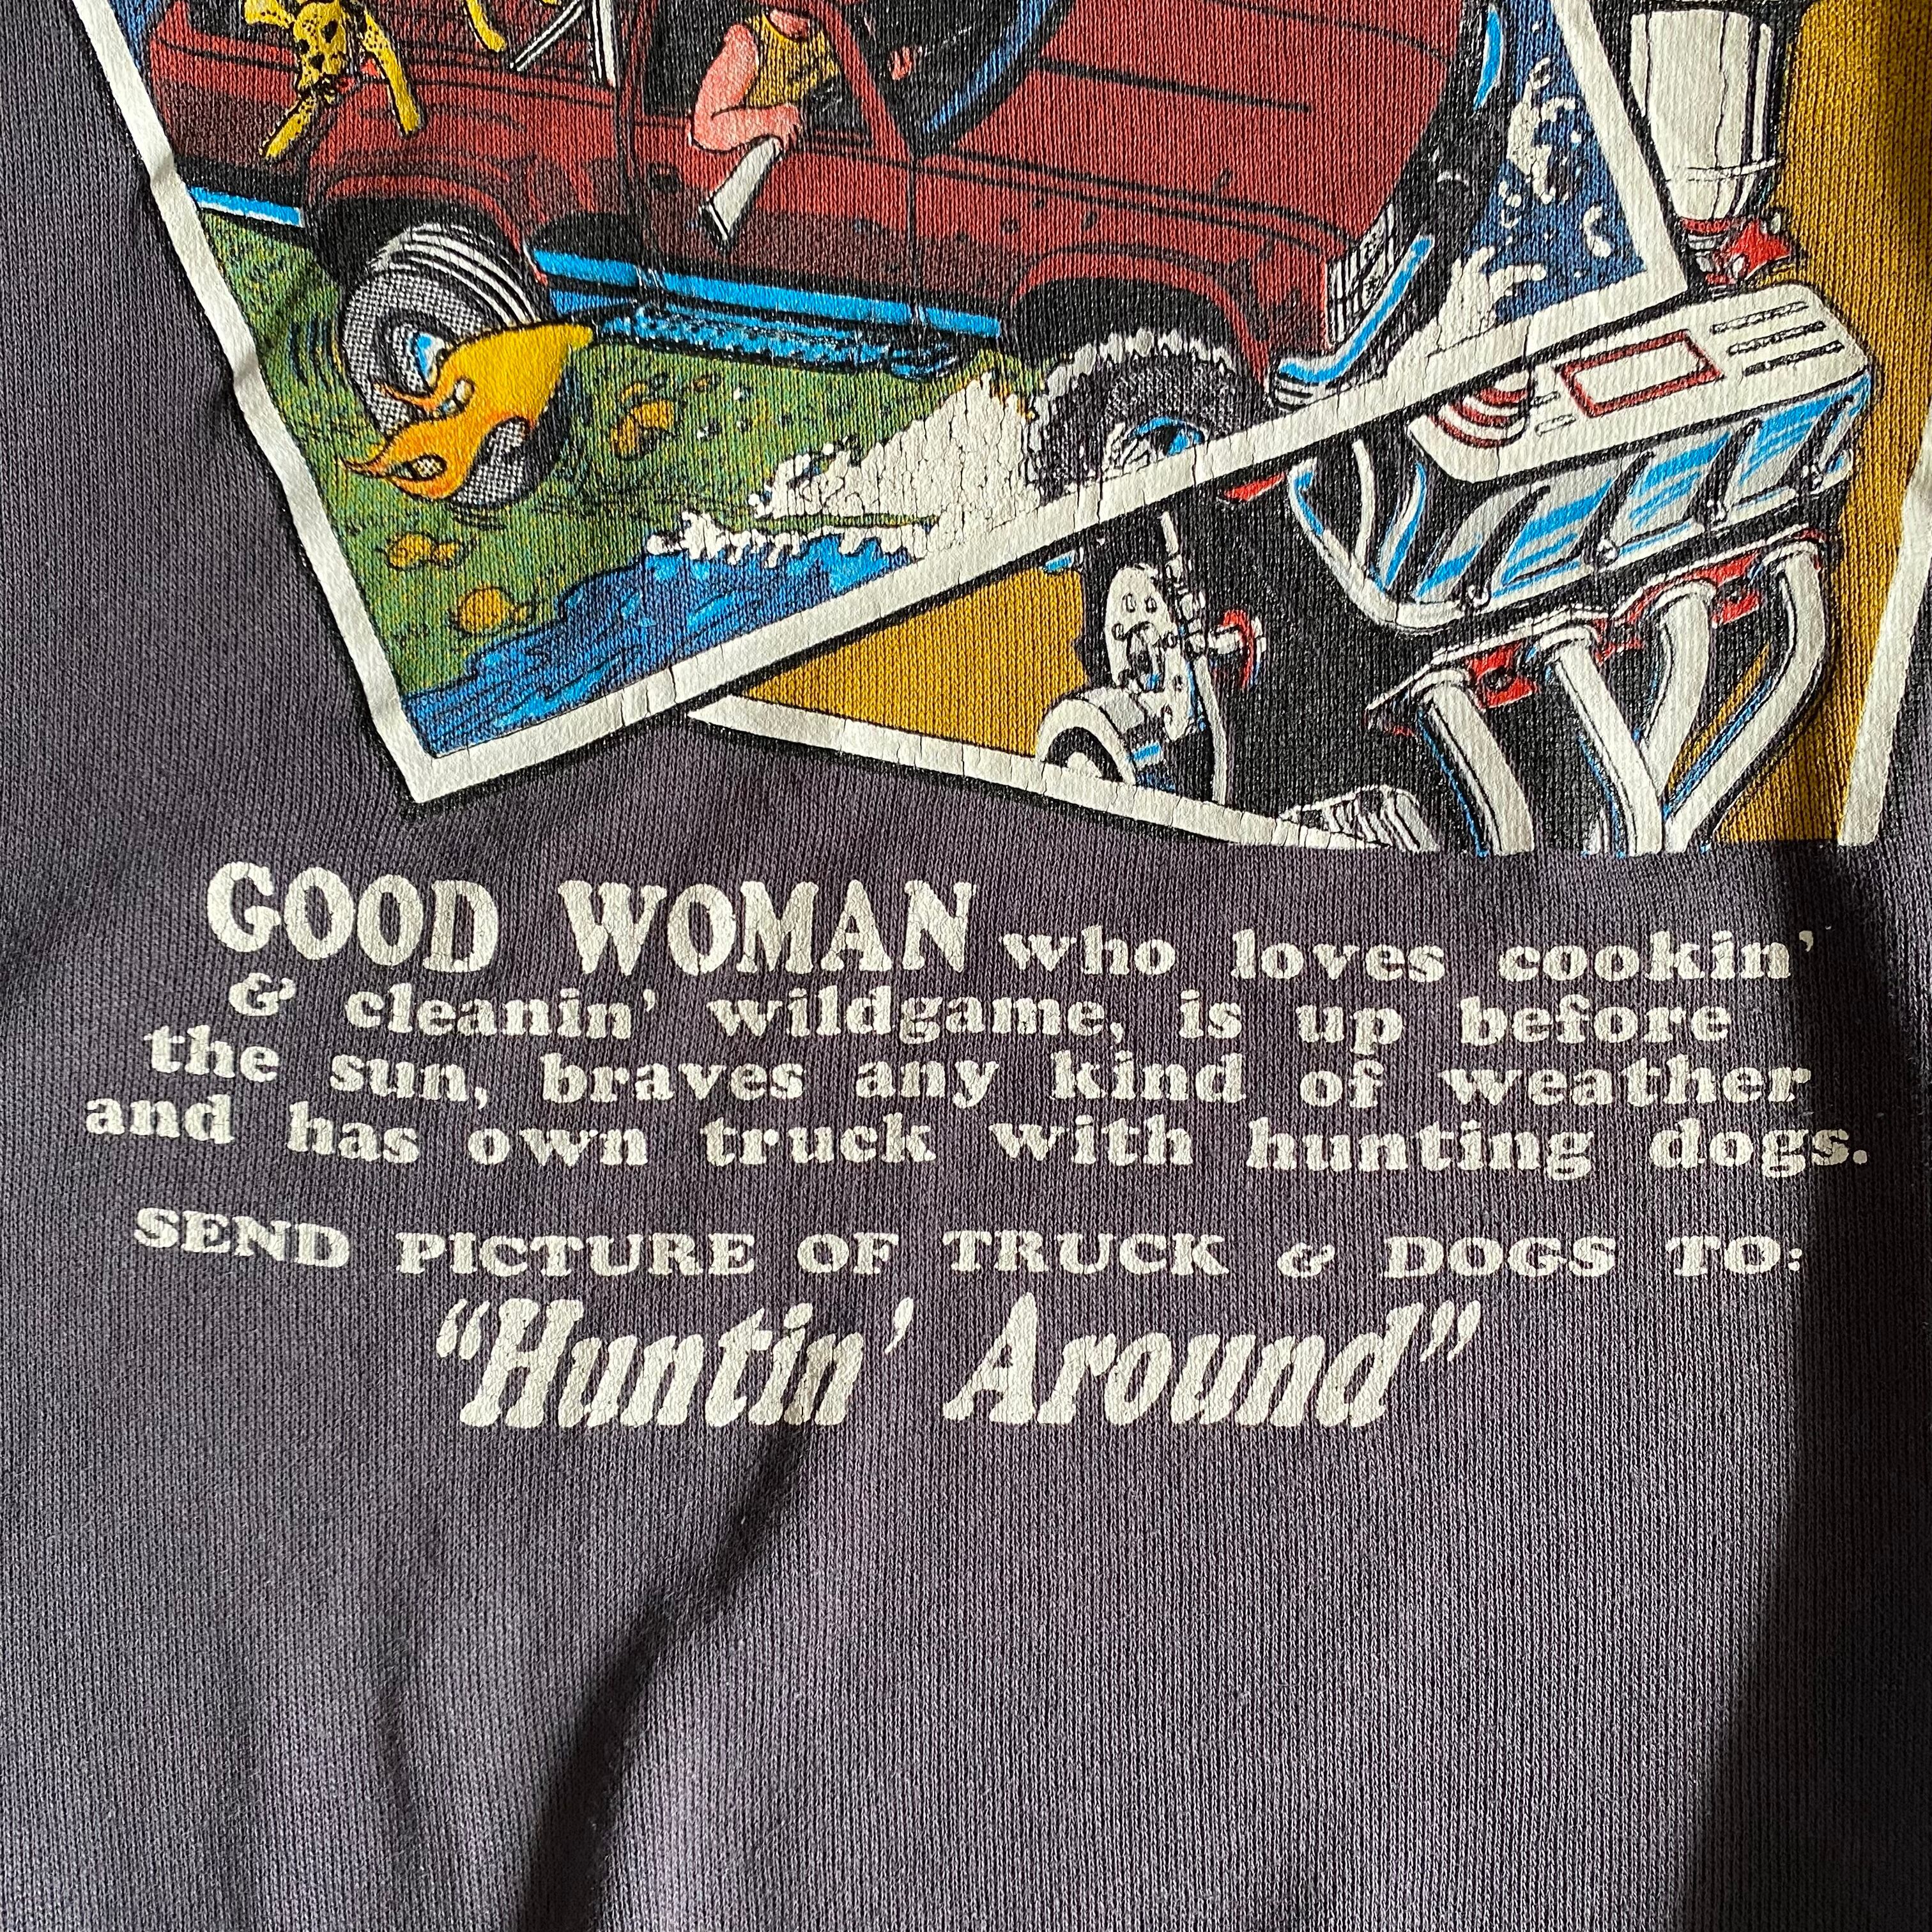 GOOD WOMAN who loves cookin'
& cleanin' wildgame, is up before
the sun, braves any kind of weather
and has own truck with hunting dogs.
SEND PICTURE OF TRUCK & DOGS TO:
"Huntin' Around"